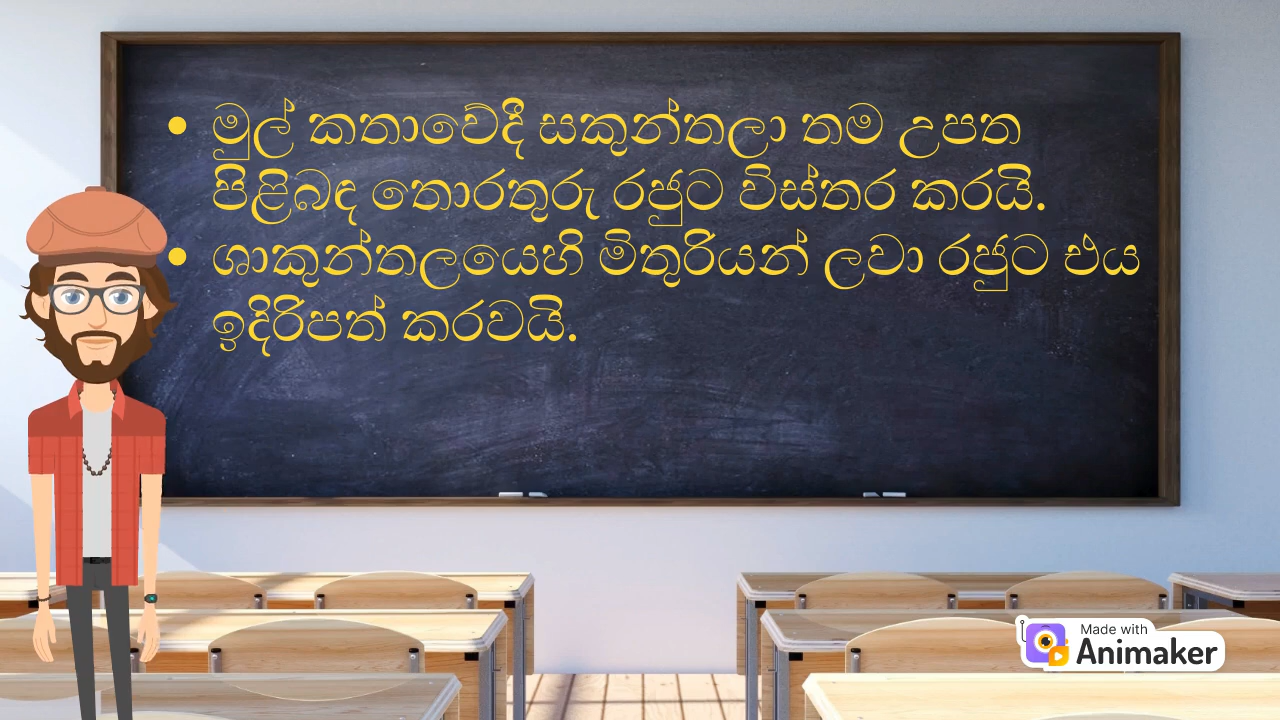 • මුල් කතාවේදී සකුන්තලා තම උපත
පිළිබඳ තොරතුරු රජුට විස්තර කරයි.
• ශාකුන්තලයෙහි මිතුරියන් ලවා රජුට එය
ඉදිරිපත් කරවයි.
Made with
Animaker